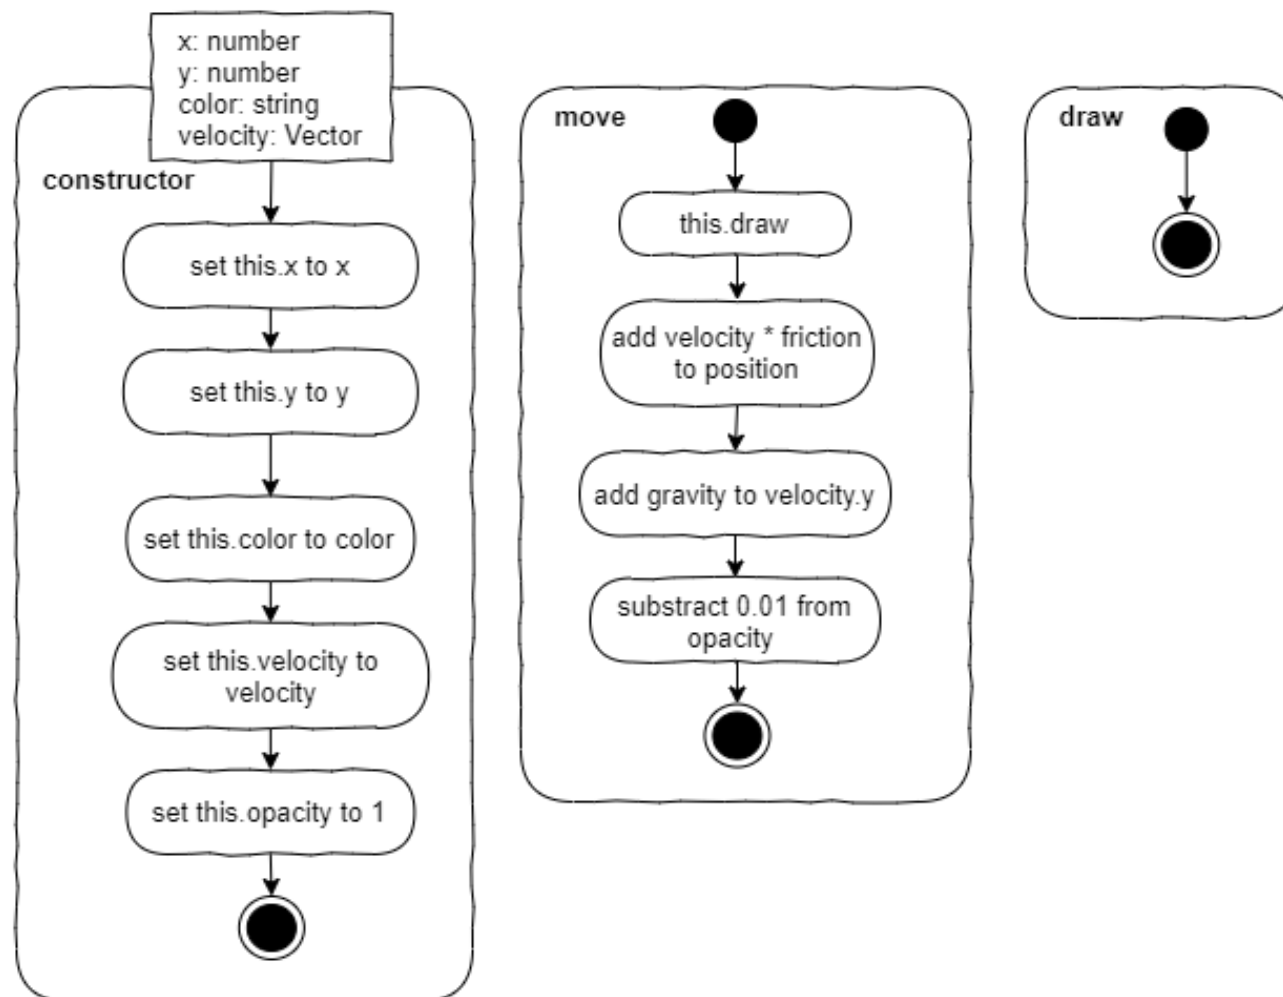 x: number
y: number
color: string
velocity: Vector
constructor
set this.x to x
set this.y to y
set this.color to color
set this.velocity to
velocity
set this.opacity to 1
move
this.draw
add velocity * friction
to position
add gravity to velocity.y
substract 0.01 from
opacity
draw